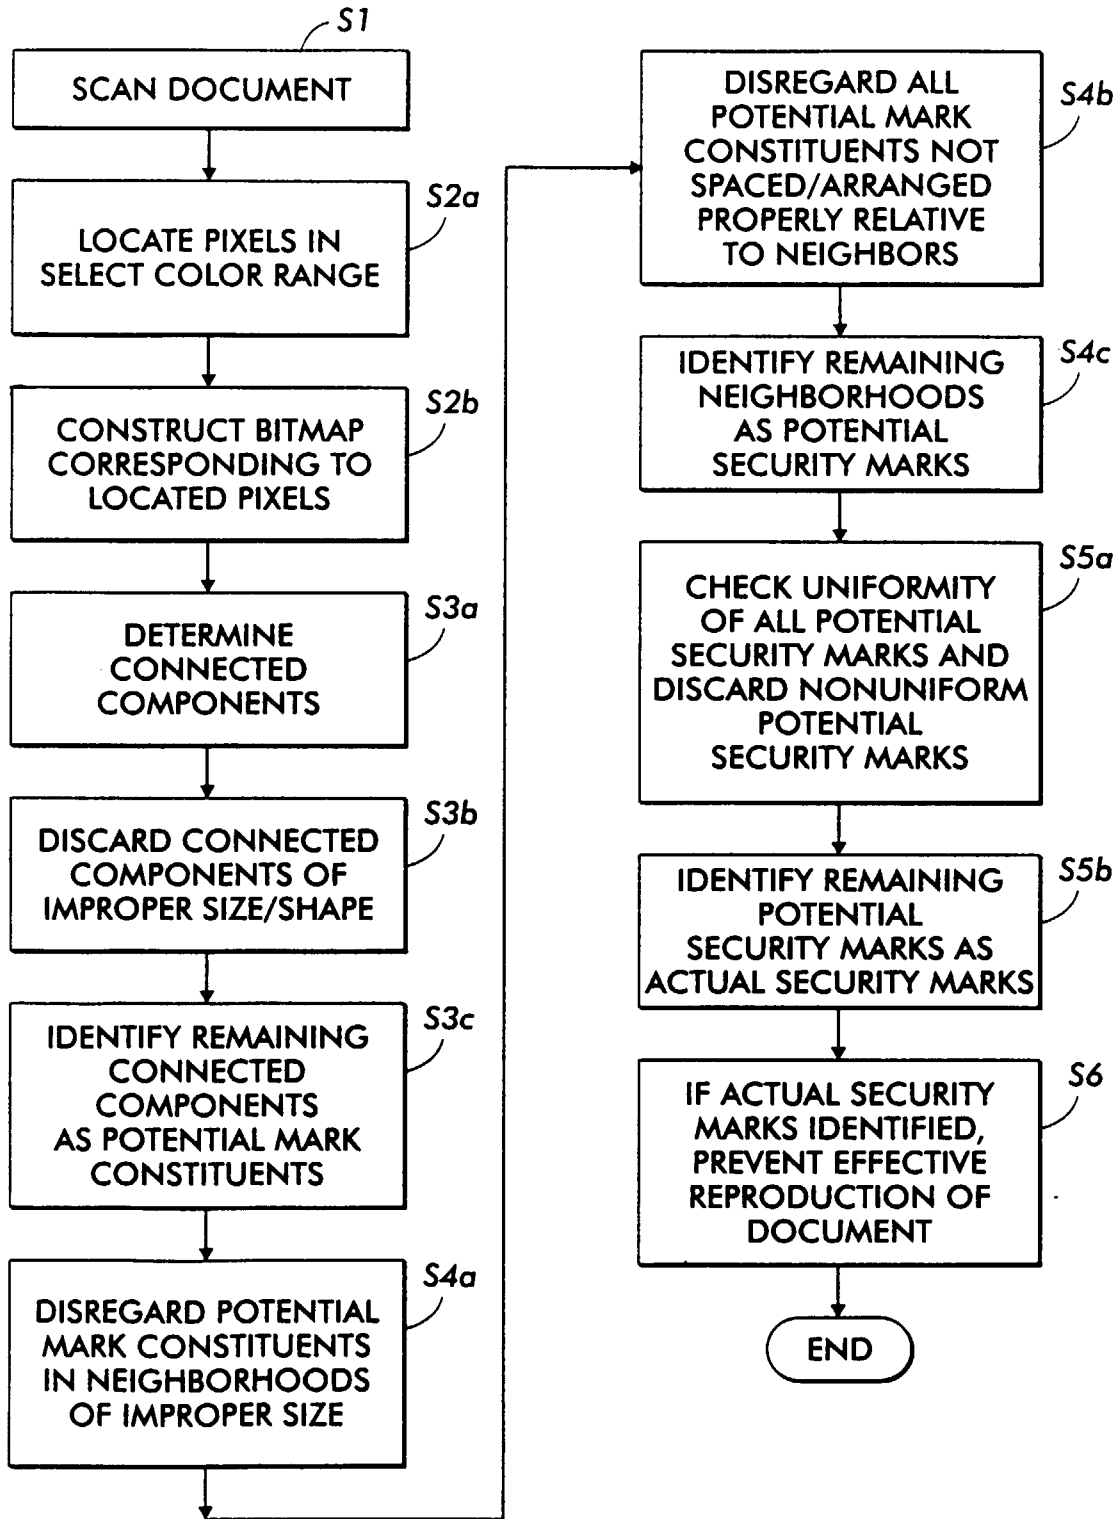 S1
SCAN DOCUMENT
S2a
LOCATE PIXELS IN
SELECT COLOR RANGE
S2b
CONSTRUCT BITMAP
CORRESPONDING TO
LOCATED PIXELS
S3a
DETERMINE
CONNECTED
COMPONENTS
S3b
DISCARD CONNECTED
COMPONENTS OF
IMPROPER SIZE/SHAPE
S3c
IDENTIFY REMAINING
CONNECTED
COMPONENTS
AS POTENTIAL MARK
CONSTITUENTS
S4a
DISREGARD POTENTIAL
MARK CONSTITUENTS
IN NEIGHBORHOODS
OF IMPROPER SIZE
S4b
DISREGARD ALL
POTENTIAL MARK
CONSTITUENTS NOT
SPACED/ARRANGED
PROPERLY RELATIVE
TO NEIGHBORS
S4c
IDENTIFY REMAINING
NEIGHBORHOODS
AS POTENTIAL
SECURITY MARKS
S5a
CHECK UNIFORMITY
OF ALL POTENTIAL
SECURITY MARKS AND
DISCARD NONUNIFORM
POTENTIAL
SECURITY MARKS
S5b
IDENTIFY REMAINING
POTENTIAL
SECURITY MARKS AS
ACTUAL SECURITY MARKS
S6
IF ACTUAL SECURITY
MARKS IDENTIFIED,
PREVENT EFFECTIVE
REPRODUCTION OF
DOCUMENT
END